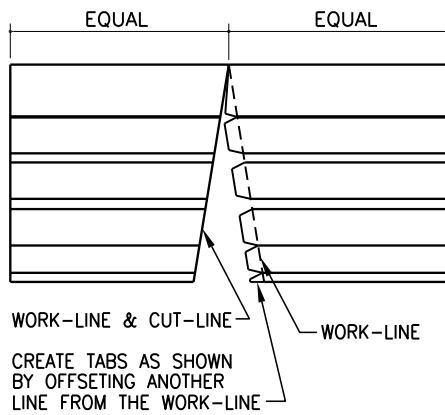 EQUAL
EQUAL
WORK-LINE & CUT-LINE
WORK-LINE
CREATE TABS AS SHOWN
BY OFFSETING ANOTHER
LINE FROM THE WORK-LINE